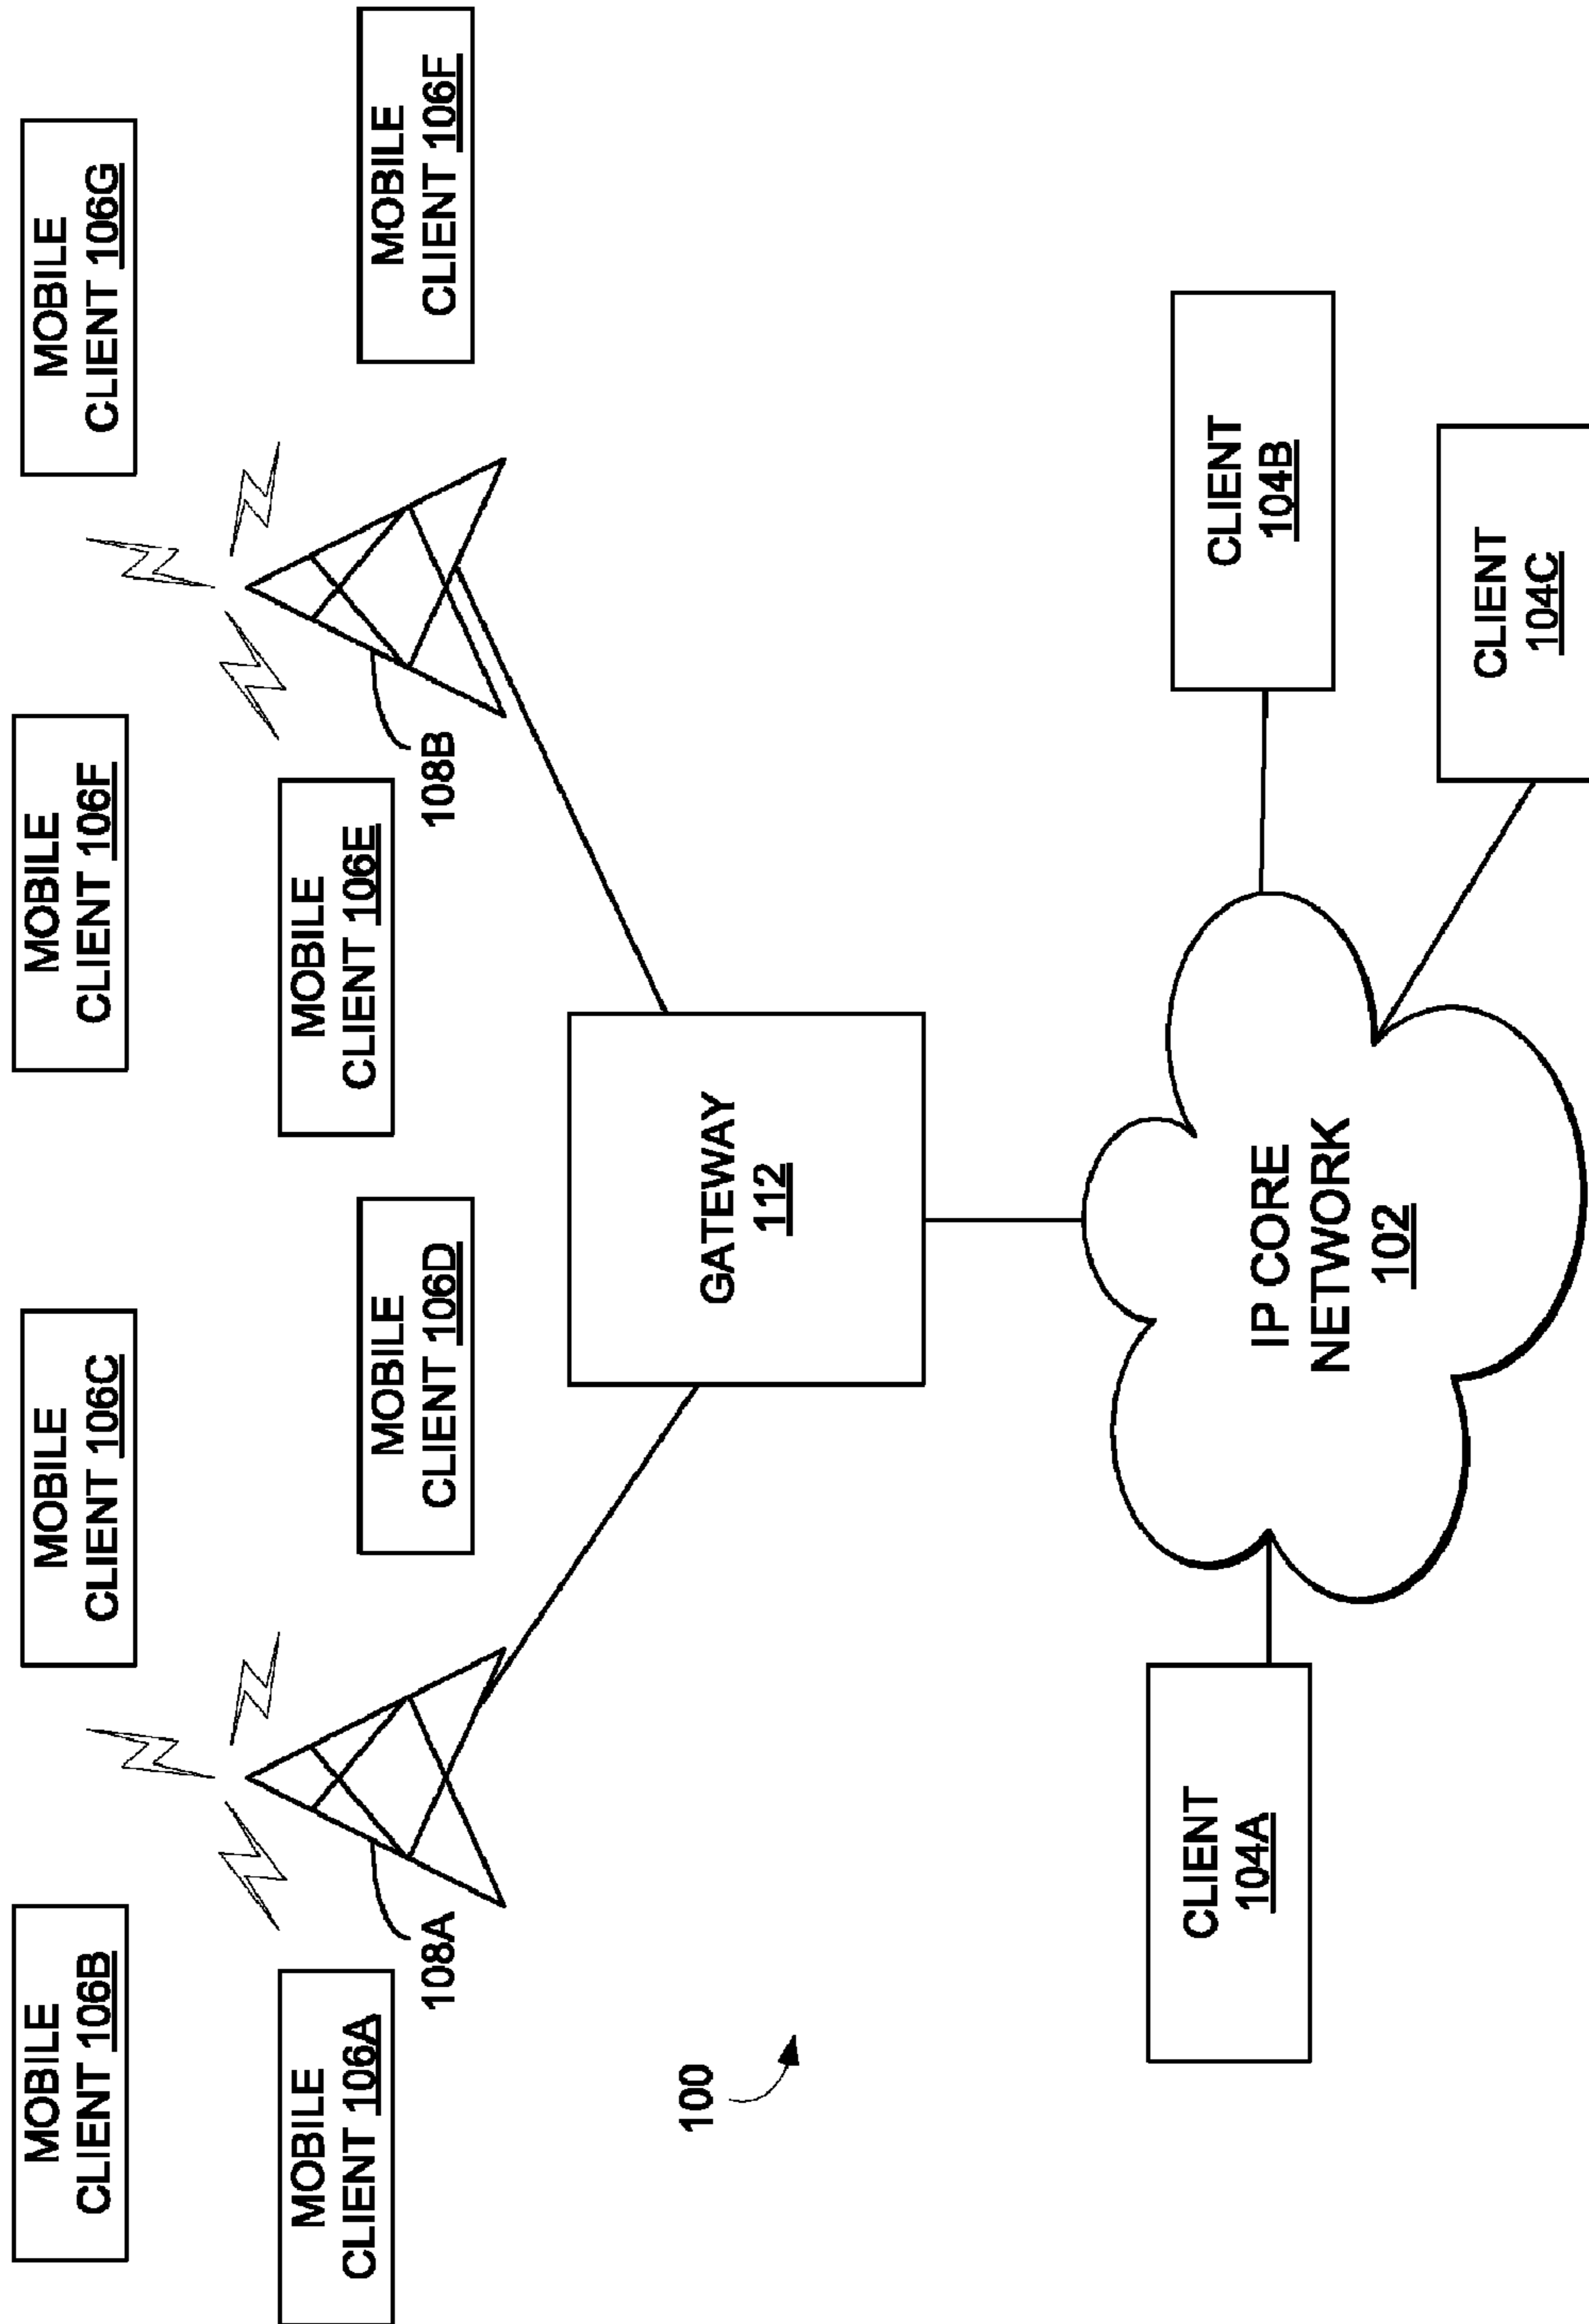 MOBILE
CLIENT 106B
MOBILE
CLIENT 106C
MOBILE
CLIENT 106F
MOBILE
CLIENT 106G
MOBILE
CLIENT 106A
MOBILE
CLIENT 106D
MOBILE
CLIENT 106E
MOBILE
CLIENT 106F
108A
108B
100
GATEWAY
112
IP CORE
NETWORK
102
CLIENT
104A
CLIENT
104B
CLIENT
104C